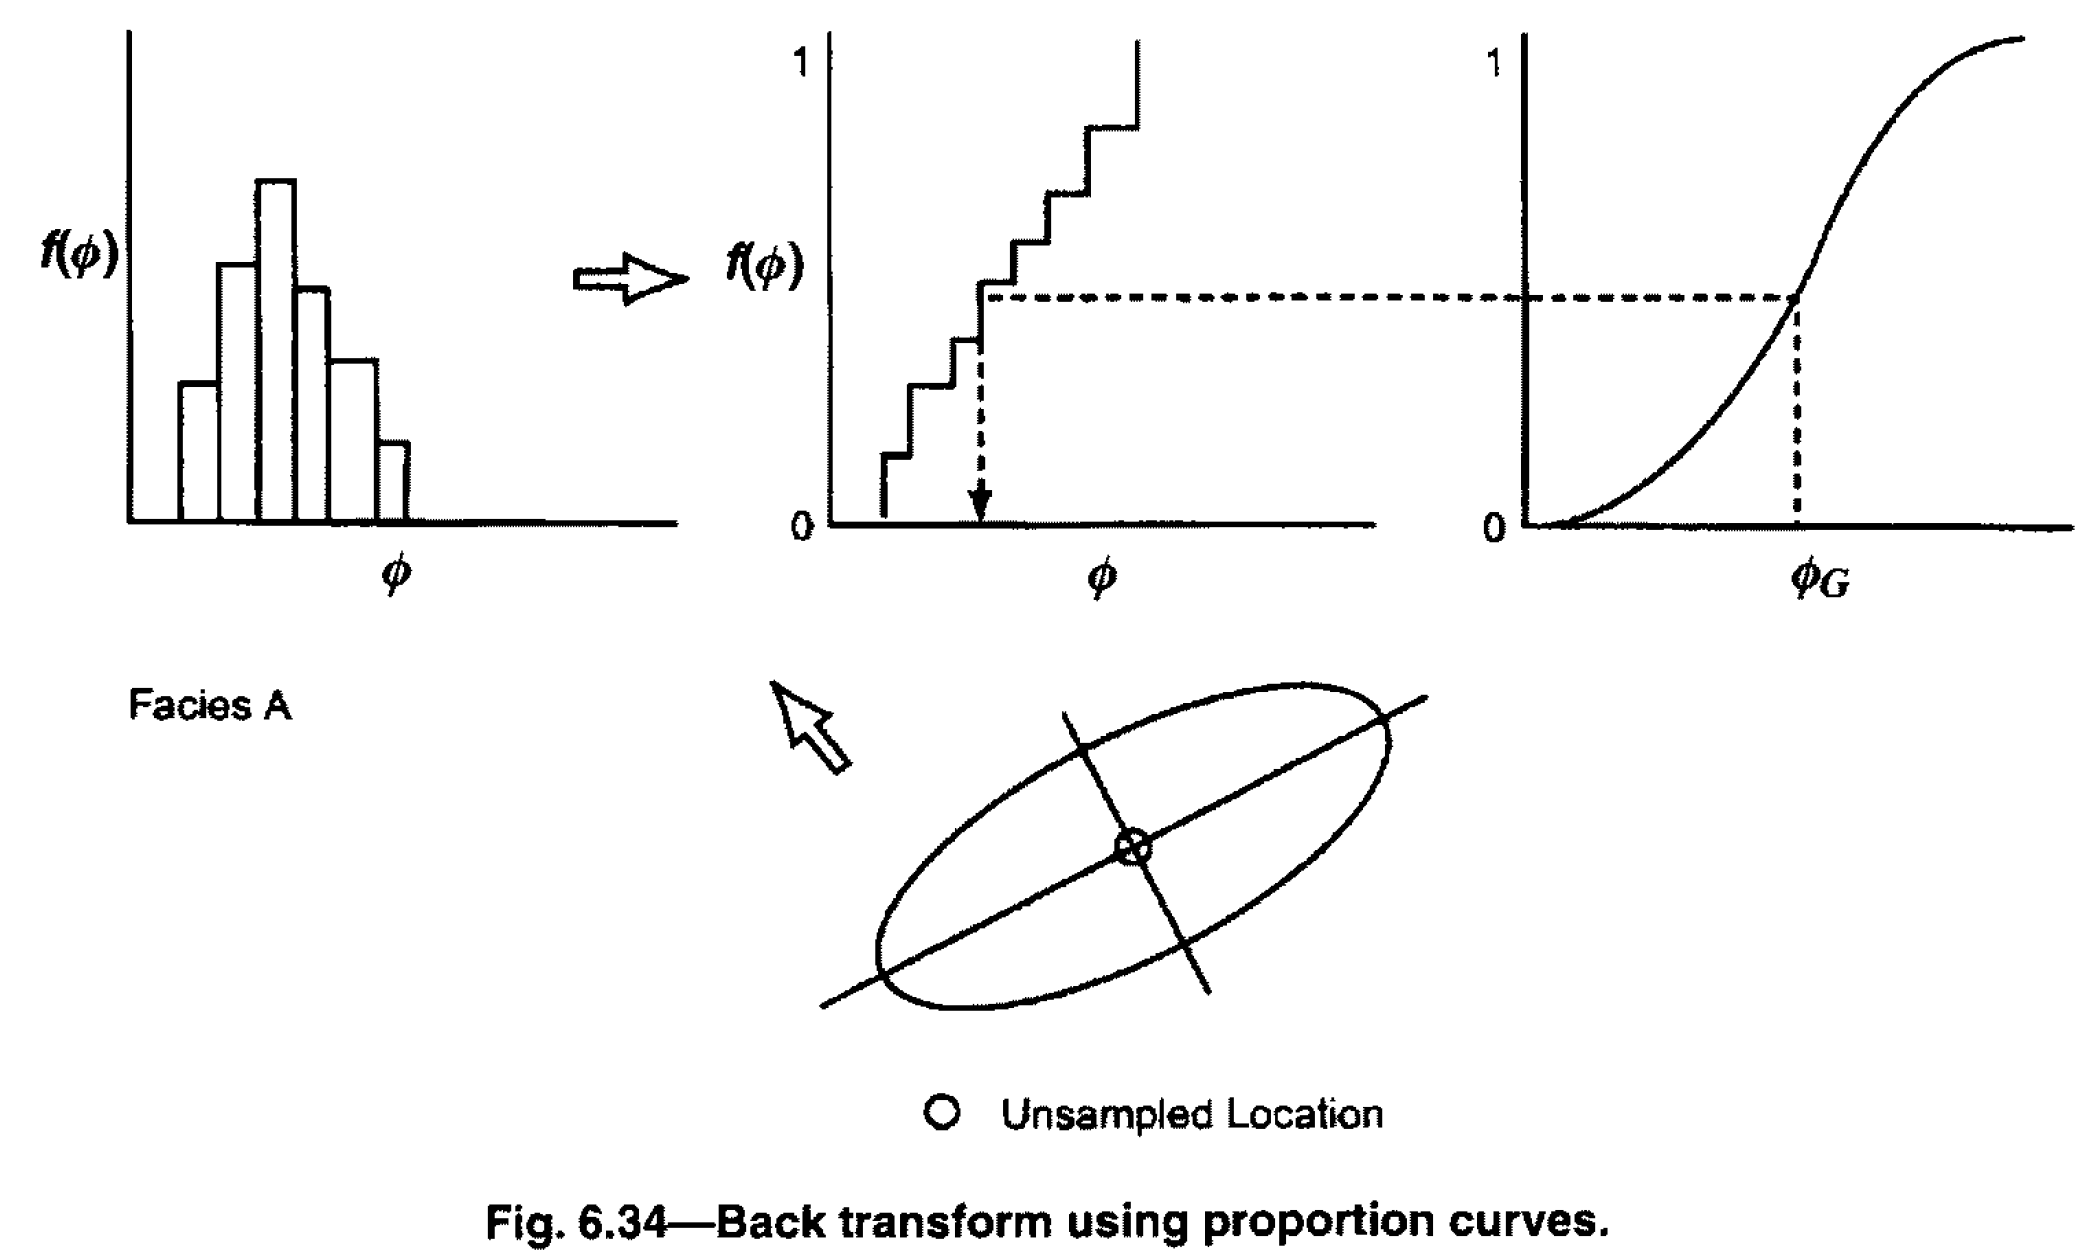 1
1
f(ϕ)
f(ϕ)
0
0
ϕ
ϕ
ϕG
Facies A
Unsampled Location
Fig. 6.34—Back transform using proportion curves.